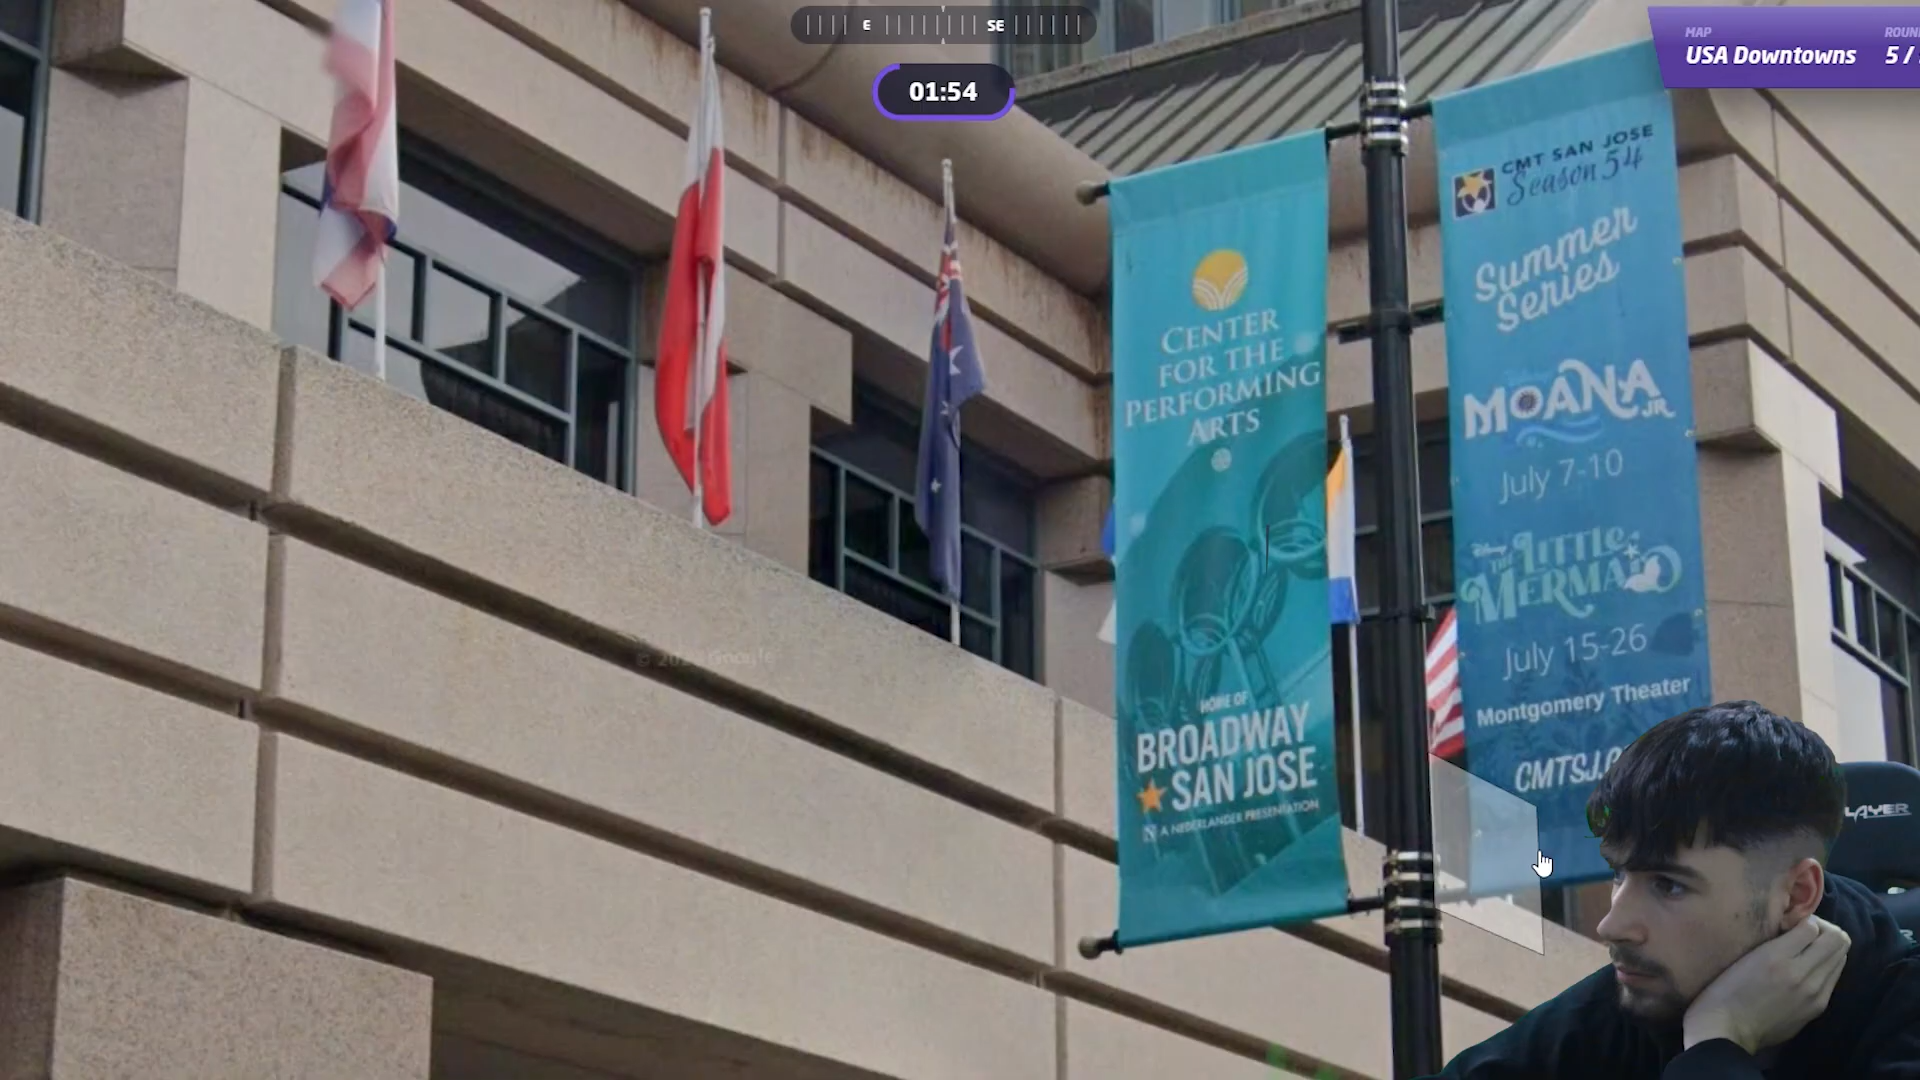 E
SE
01:54
MAP
USA Downtowns
5 /
CMT SAN JOSE
Season 54
Summer
Series
MOANA
JR
July 7-10
Disney
THE LITTLE
MERMAID
July 15-26
Montgomery Theater
CENTER
FOR THE
PERFORMING
ARTS
HOME OF
BROADWAY
SAN JOSE
A NEDERLANDER PRESENTATION